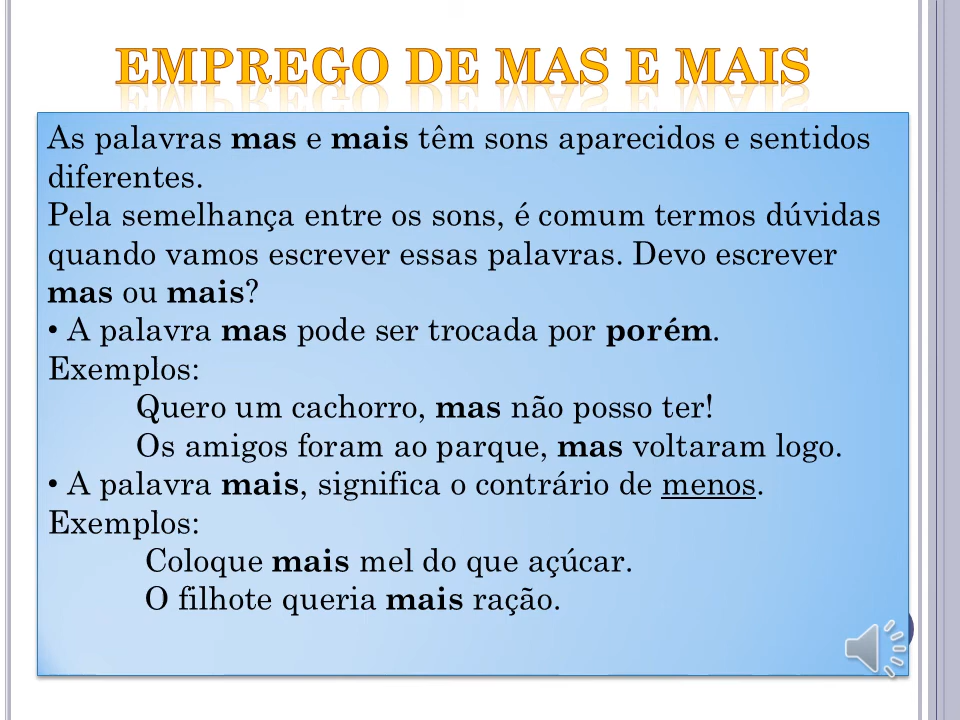 EMPREGO DE MAS E MAIS
As palavras mas e mais têm sons aparecidos e sentidos
diferentes.
Pela semelhança entre os sons, é comum termos dúvidas
quando vamos escrever essas palavras. Devo escrever
mas ou mais?
• A palavra mas pode ser trocada por porém.
Exemplos:
Quero um cachorro, mas não posso ter!
Os amigos foram ao parque, mas voltaram logo.
• A palavra mais, significa o contrário de menos.
Exemplos:
Coloque mais mel do que açúcar.
O filhote queria mais ração.